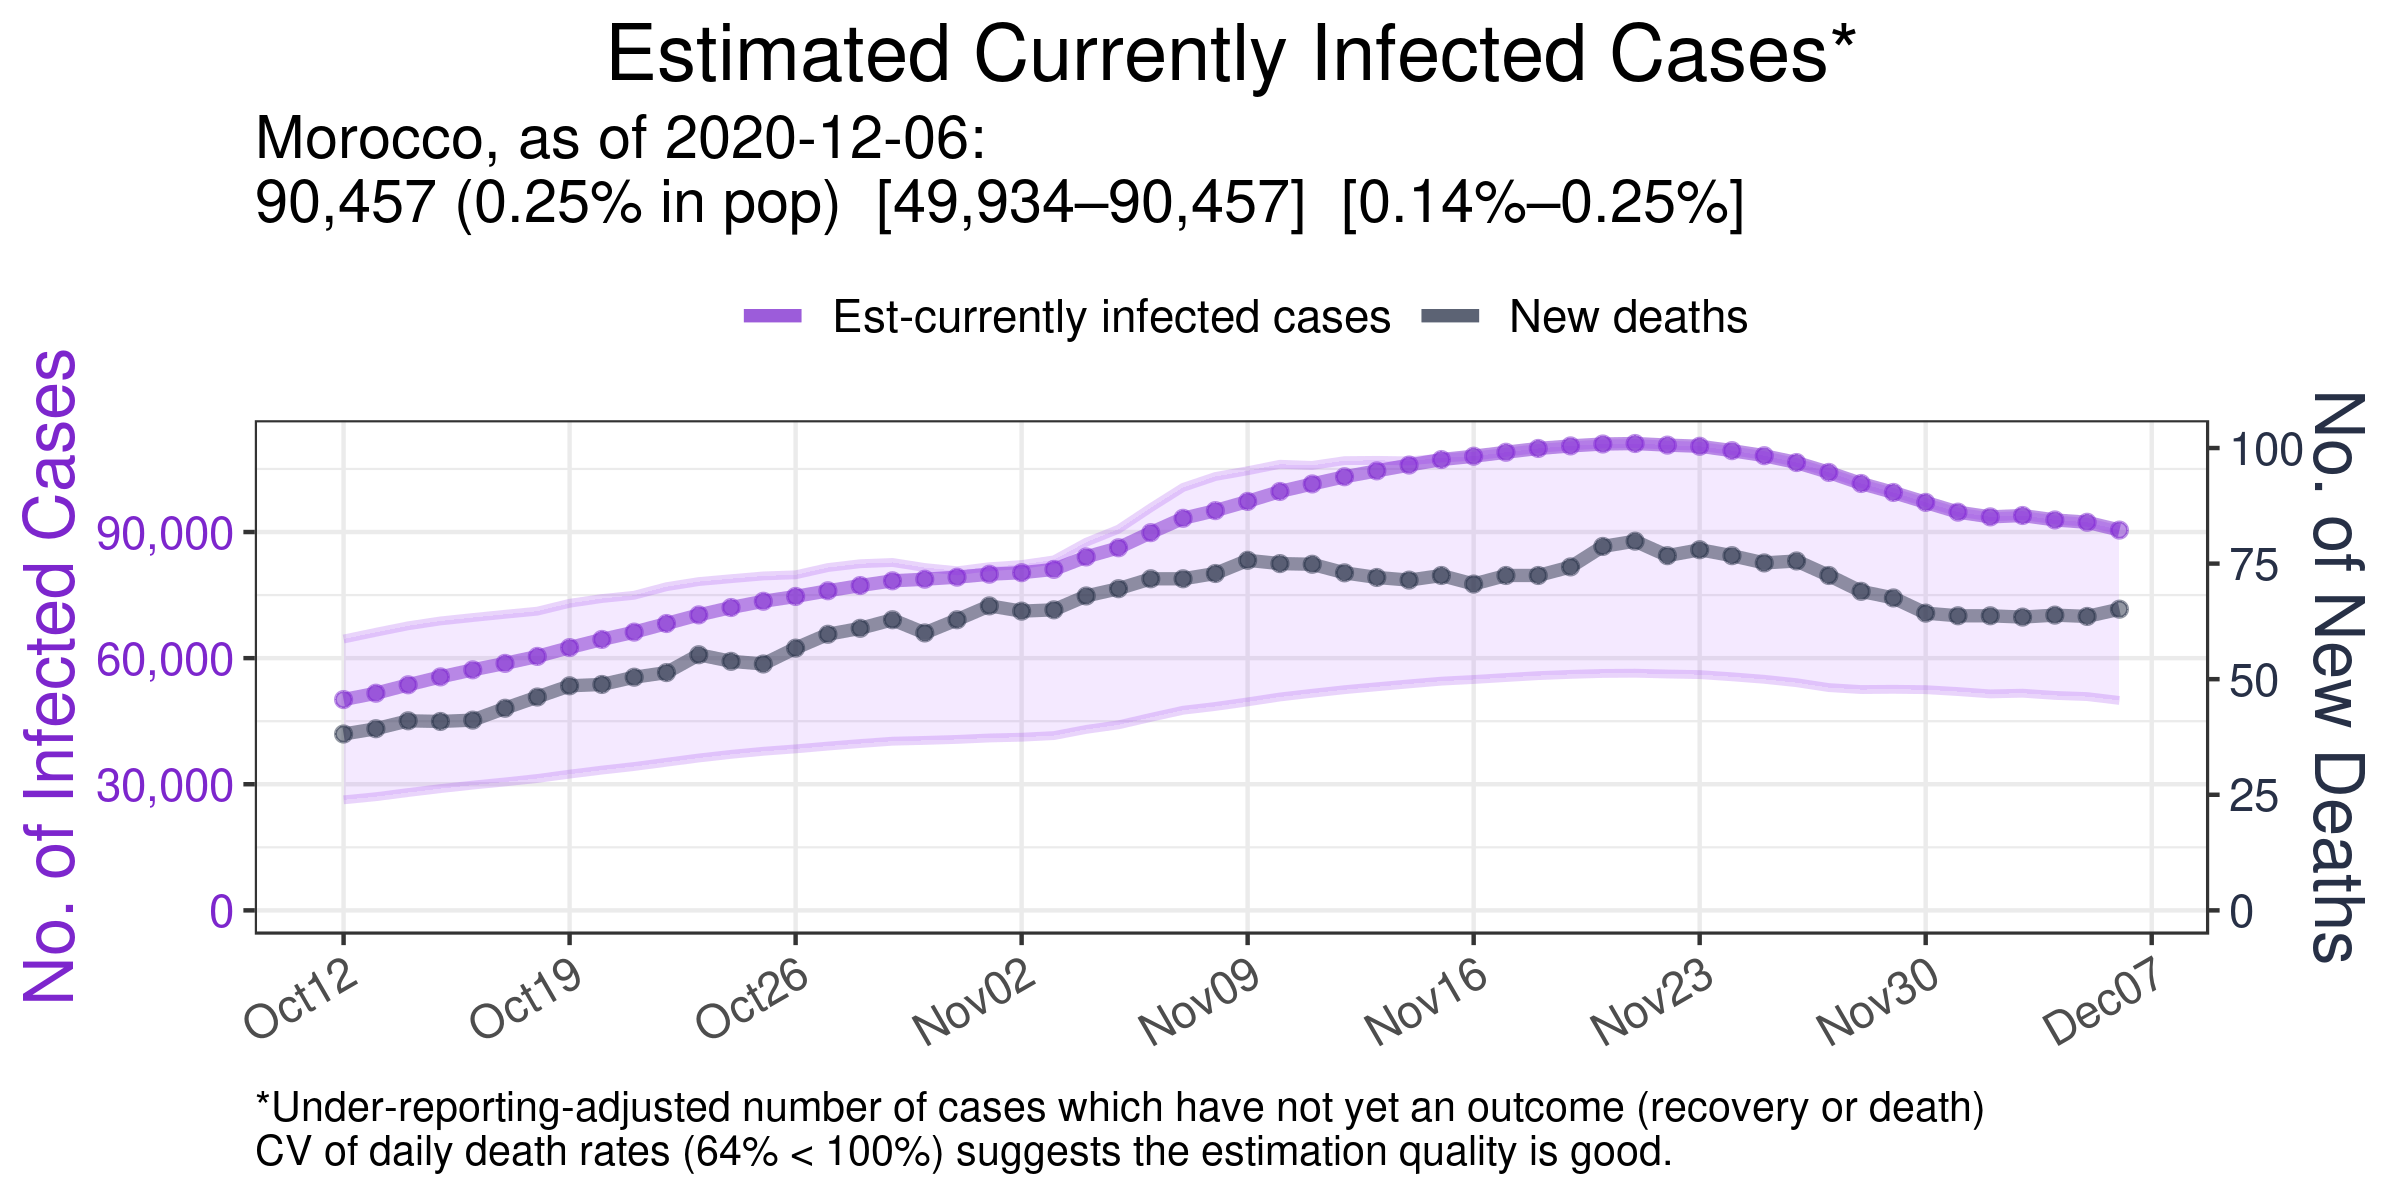 Estimated Currently Infected Cases*
Morocco, as of 2020-12-06:
90,457 (0.25% in pop)  [49,934–90,457]  [0.14%–0.25%]
Est-currently infected cases
New deaths
No. of Infected Cases
90,000
60,000
30,000
0
100
75
50
25
0
No. of New Deaths
Oct12
Oct19
Oct26
Nov02
Nov09
Nov16
Nov23
Nov30
Dec07
*Under-reporting-adjusted number of cases which have not yet an outcome (recovery or death)
CV of daily death rates (64% < 100%) suggests the estimation quality is good.